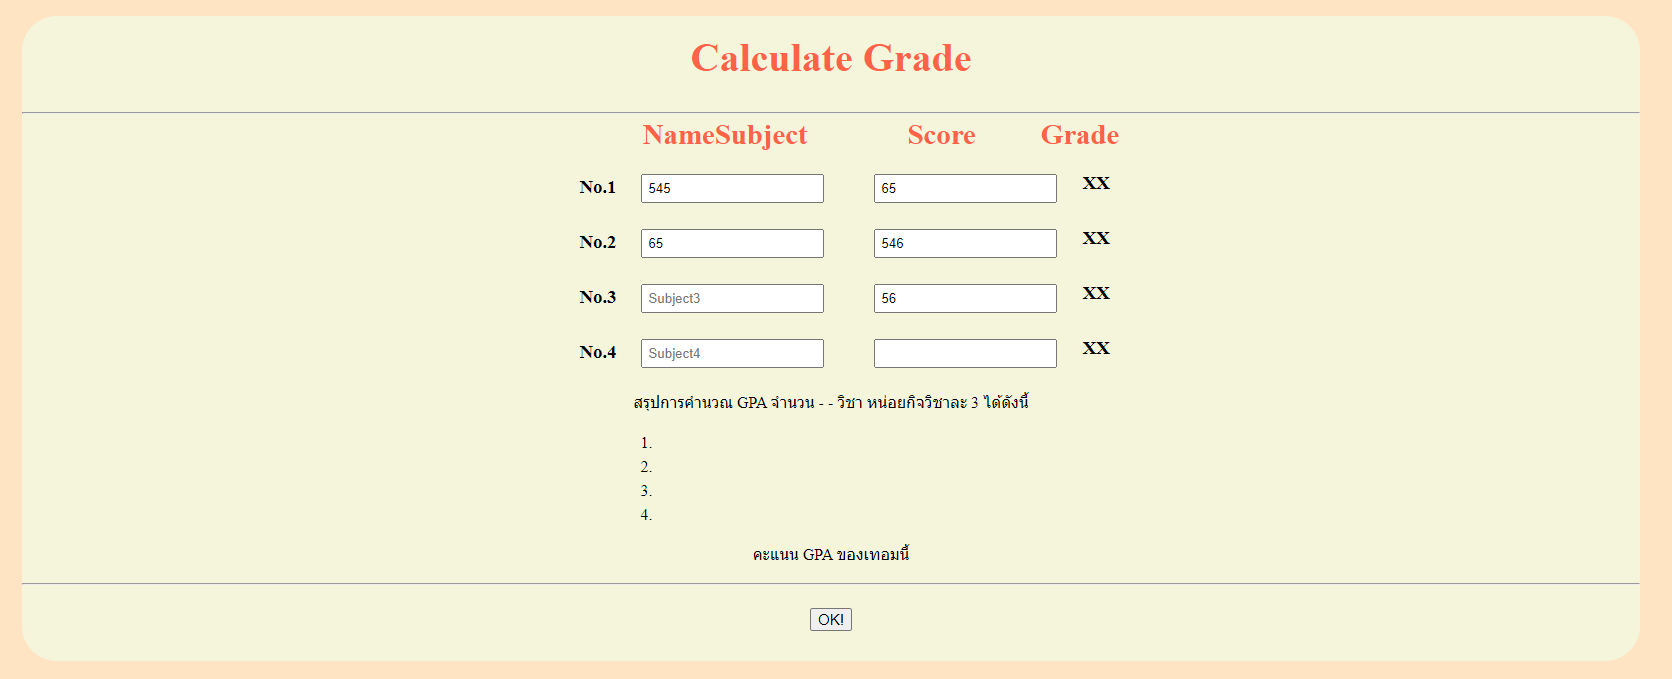 Calculate Grade
NameSubject Score Grade
No.1 545 65 XX
No.2 65 546 XX
No.3 Subject3 56 XX
No.4 Subject4 XX
สรุปการคำนวณ GPA จำนวน - - วิชา หน่อยกิจวิชาละ 3 ได้ดังนี้
1.
2.
3.
4.
คะแนน GPA ของเทอมนี้
OK!